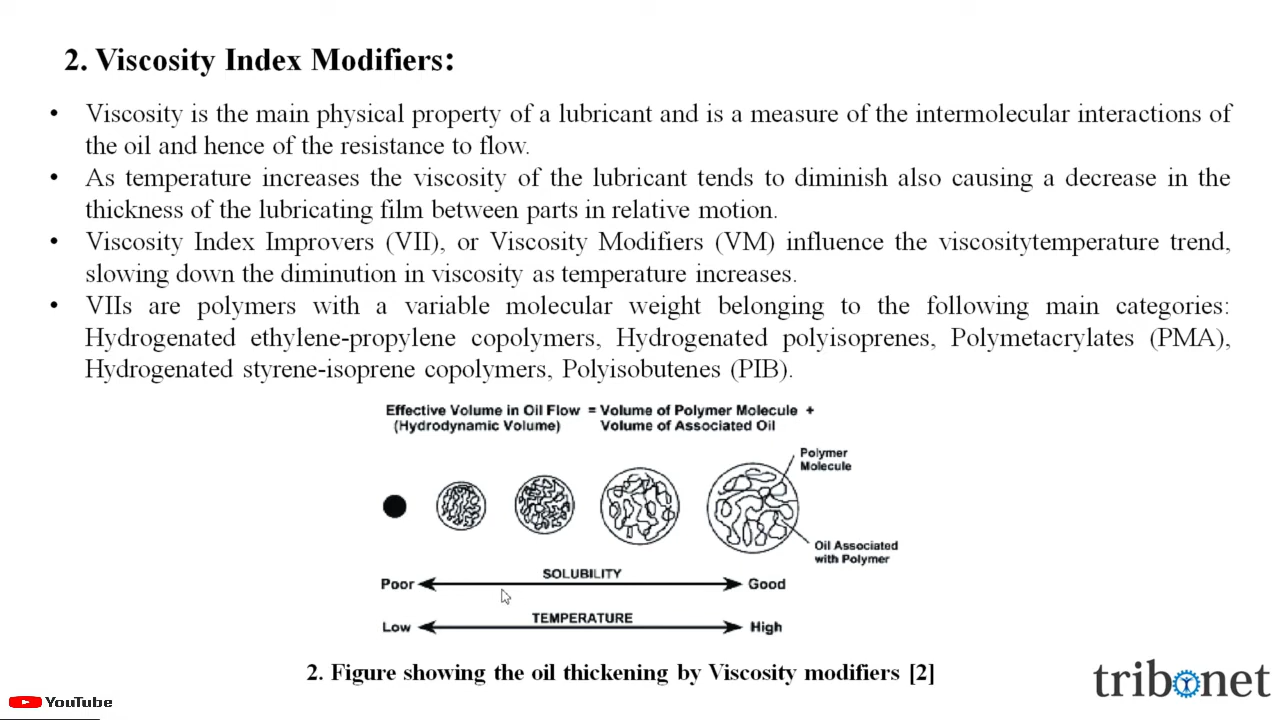 2. Viscosity Index Modifiers:
• Viscosity is the main physical property of a lubricant and is a measure of the intermolecular interactions of
the oil and hence of the resistance to flow.
• As temperature increases the viscosity of the lubricant tends to diminish also causing a decrease in the
thickness of the lubricating film between parts in relative motion.
• Viscosity Index Improvers (VII), or Viscosity Modifiers (VM) influence the viscositytemperature trend,
slowing down the diminution in viscosity as temperature increases.
• VIIs are polymers with a variable molecular weight belonging to the following main categories:
Hydrogenated ethylene-propylene copolymers, Hydrogenated polyisoprenes, Polymetacrylates (PMA),
Hydrogenated styrene-isoprene copolymers, Polyisobutenes (PIB).
Effective Volume in Oil Flow = Volume of Polymer Molecule +
(Hydrodynamic Volume) Volume of Associated Oil
Polymer
Molecule
Oil Associated
with Polymer
SOLUBILITY
Poor Good
TEMPERATURE
Low High
2. Figure showing the oil thickening by Viscosity modifiers [2]
tribonet
YouTube